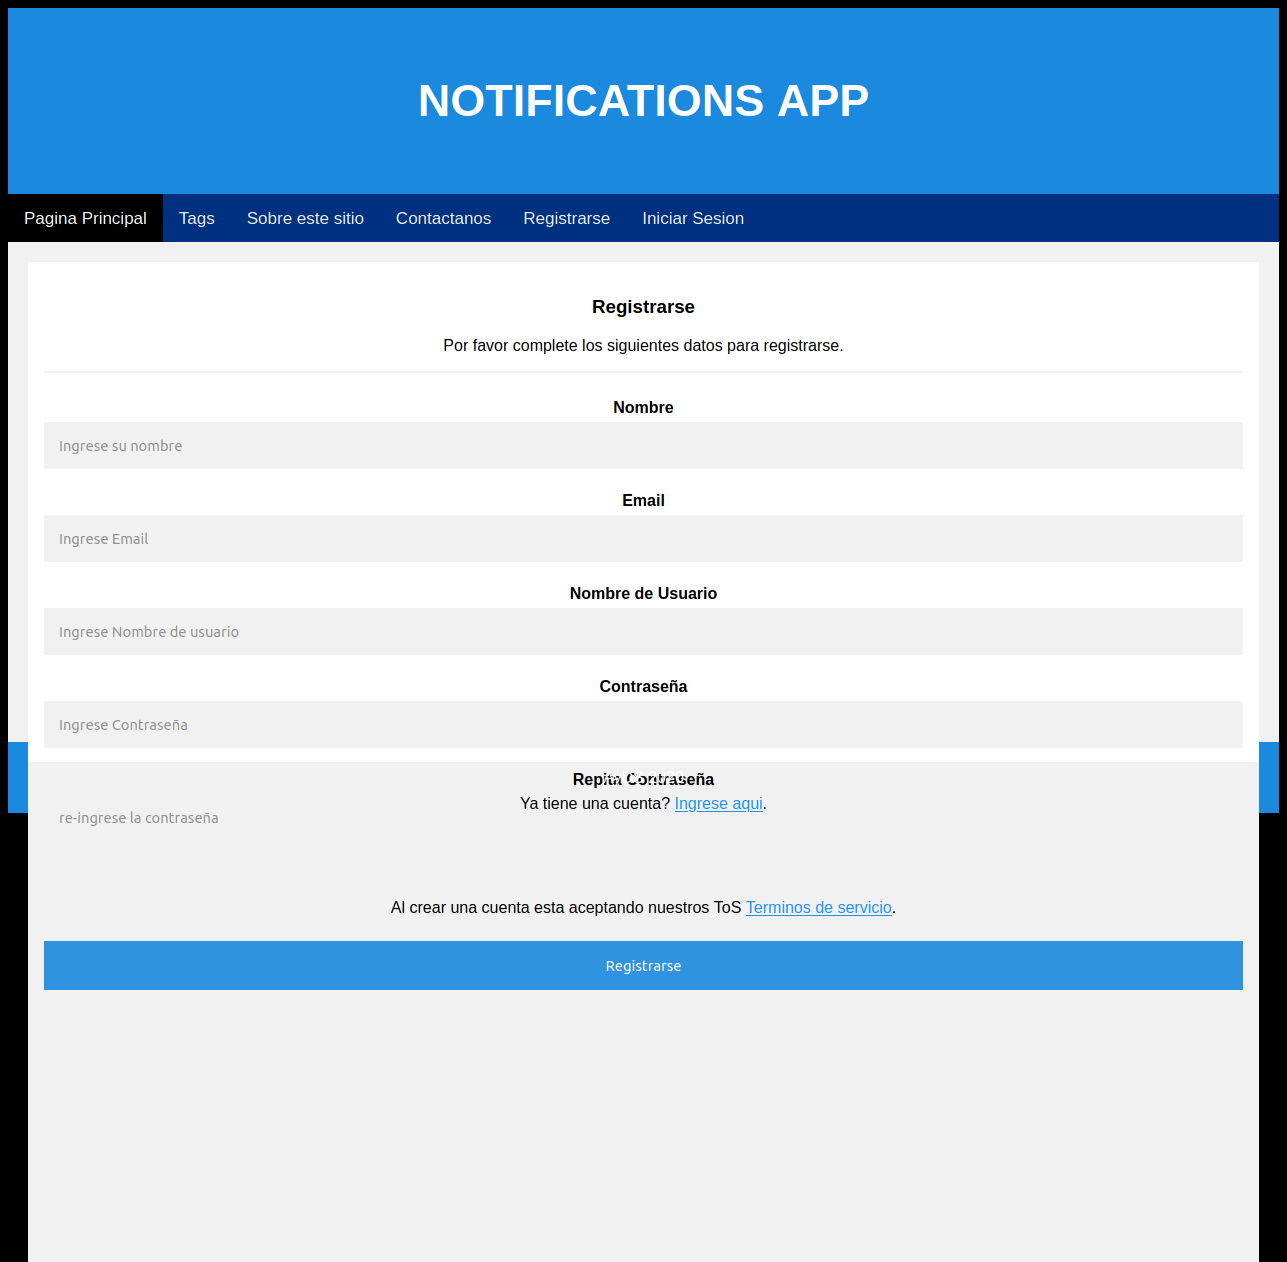 NOTIFICATIONS APP
Pagina Principal Tags Sobre este sitio Contactanos Registrarse Iniciar Sesion
Registrarse
Por favor complete los siguientes datos para registrarse.
Nombre
Ingrese su nombre
Email
Ingrese Email
Nombre de Usuario
Ingrese Nombre de usuario
Contraseña
Ingrese Contraseña
Repita Contraseña
Ya tiene una cuenta? Ingrese aqui.
re-ingrese la contraseña
Al crear una cuenta esta aceptando nuestros ToS Terminos de servicio.
Registrarse